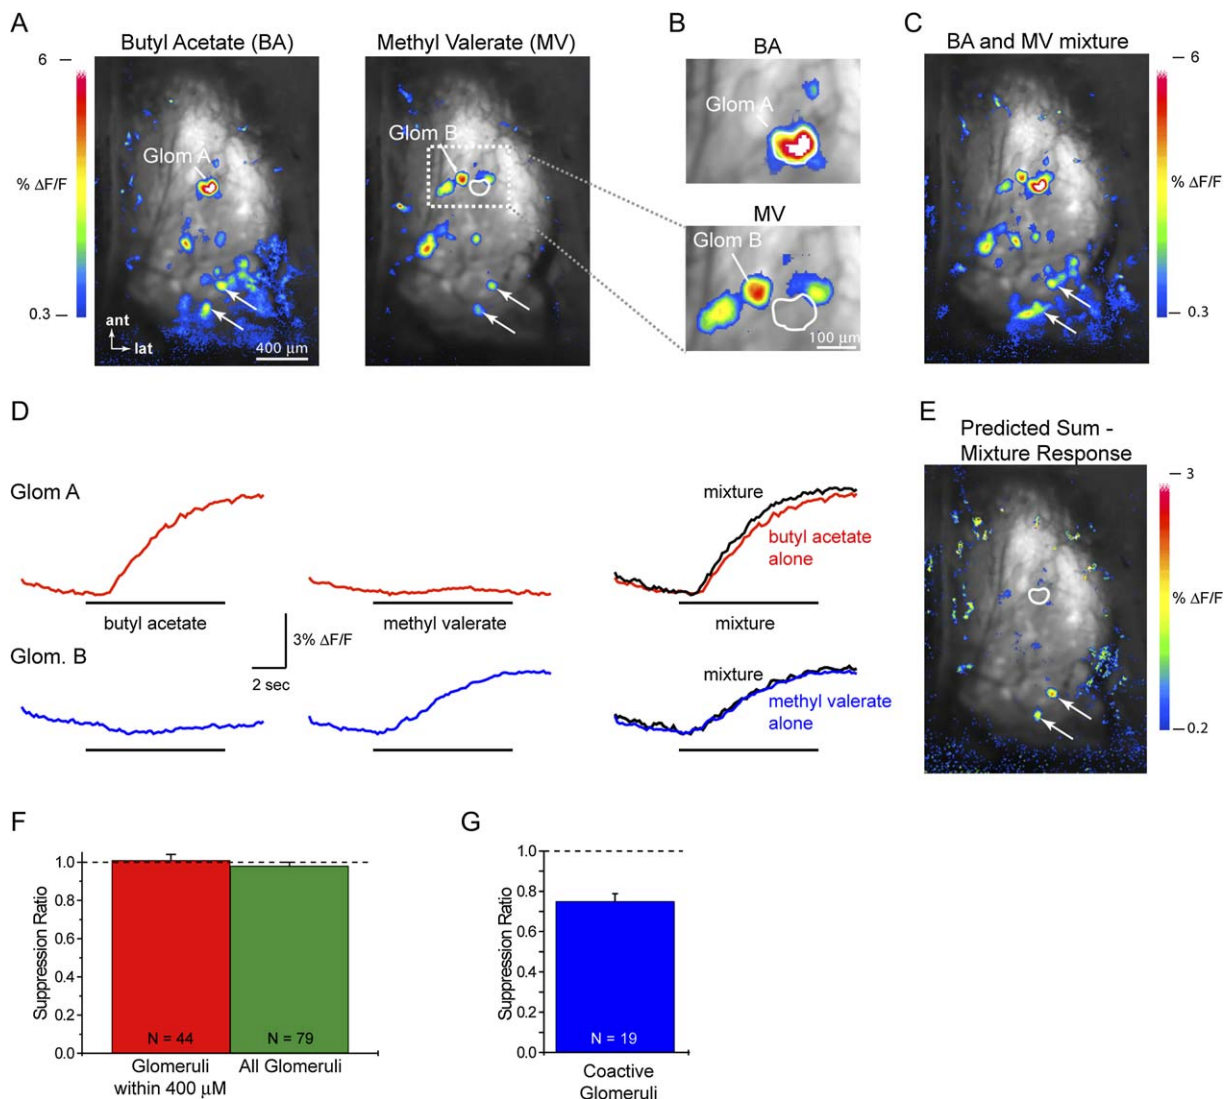 A
Butyl Acetate (BA)
6
% ΔF/F
0.3
Glom A
ant
lat
400 μm
Methyl Valerate (MV)
Glom B
B
BA
Glom A
MV
Glom B
100 μm
C
BA and MV mixture
6
% ΔF/F
0.3
D
Glom A
butyl acetate
methyl valerate
mixture
butyl acetate
alone
mixture
3% ΔF/F
2 sec
Glom. B
mixture
methyl valerate
alone
E
Predicted Sum -
Mixture Response
3
% ΔF/F
0.2
F
Suppression Ratio
1.0
0.8
0.6
0.4
0.2
0.0
N = 44
N = 79
Glomeruli
within 400 μM
All Glomeruli
G
Suppression Ratio
1.0
0.8
0.6
0.4
0.2
0.0
N = 19
Coactive
Glomeruli